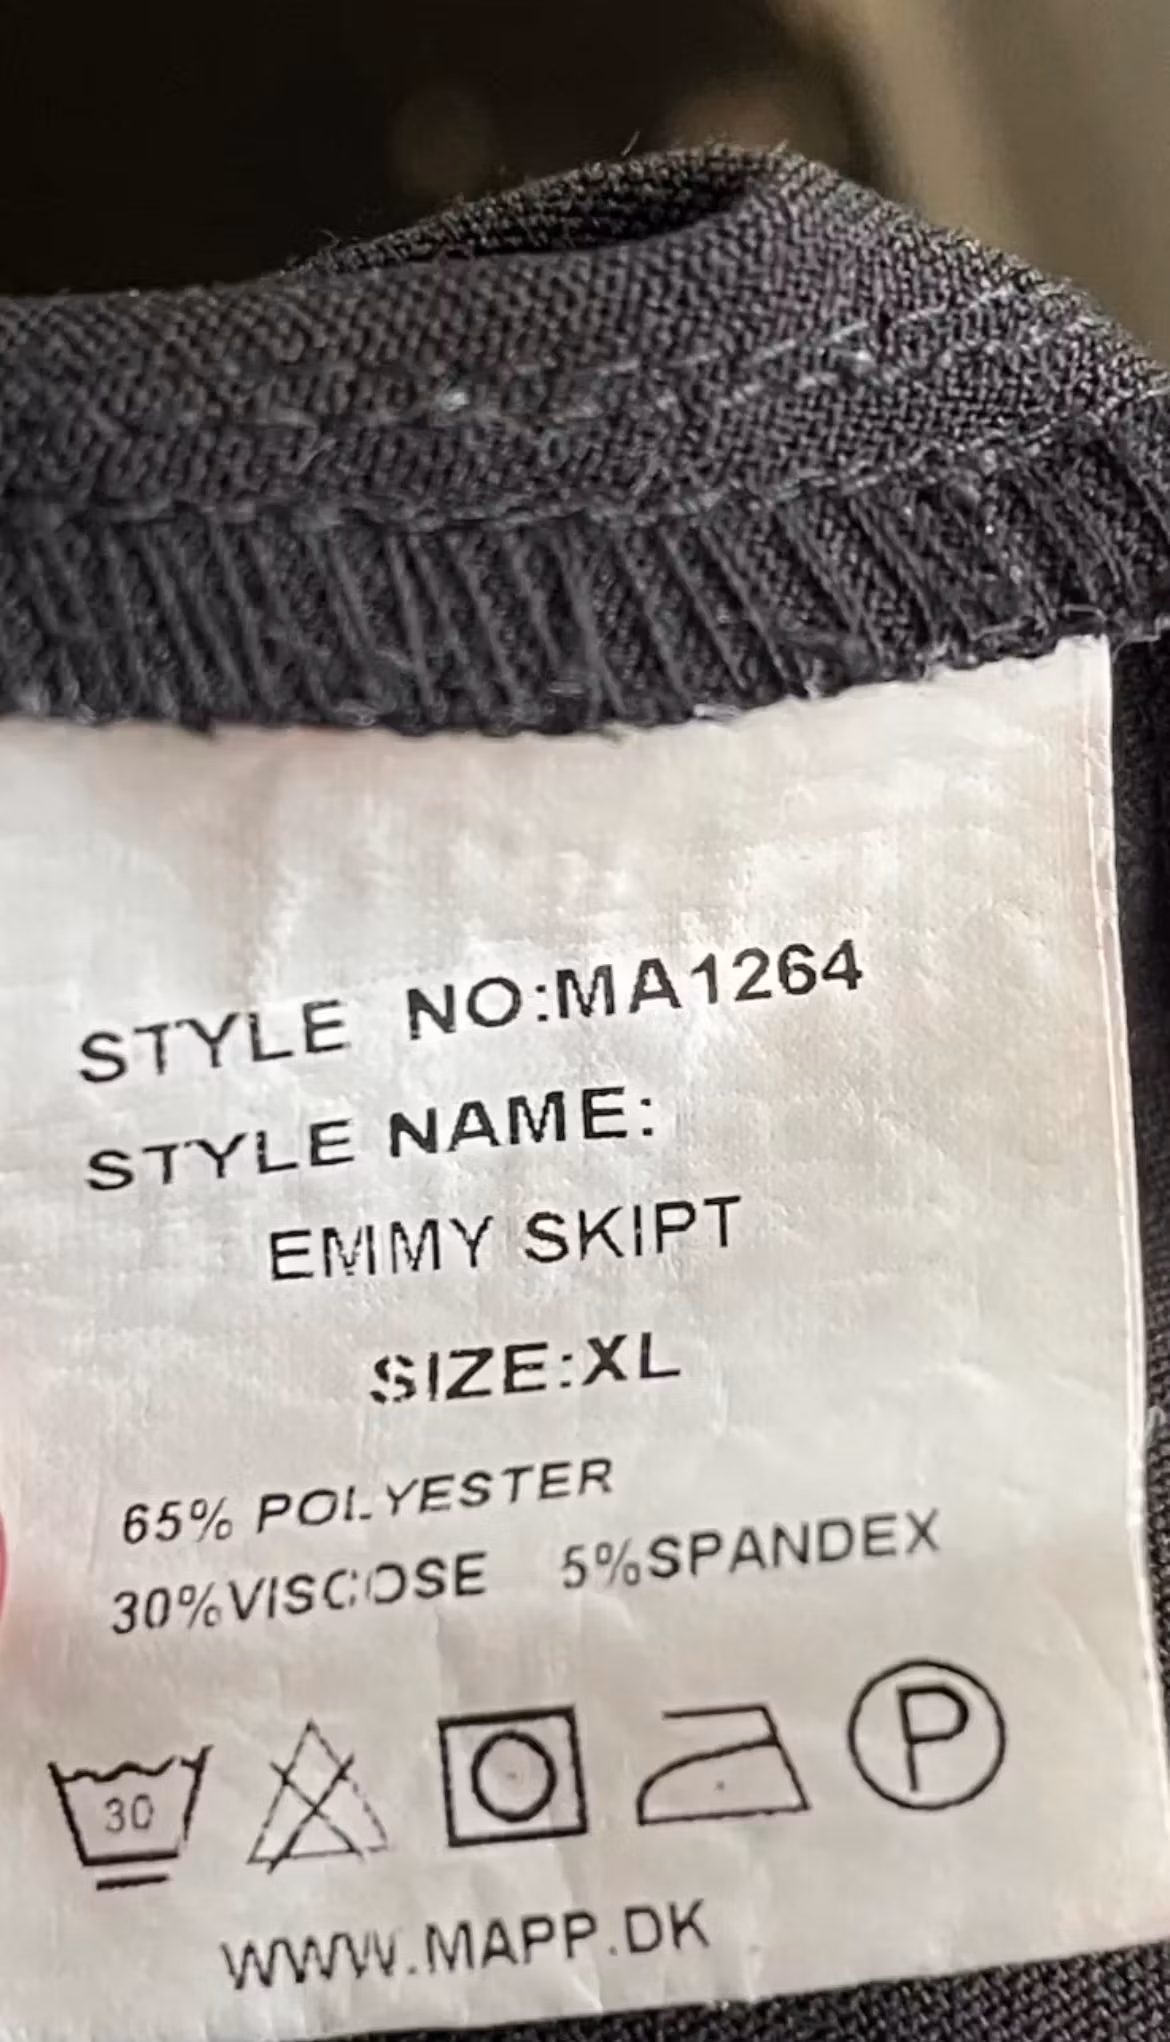 STYLE NO:MA1264
STYLE NAME:
EMMY SKIPT
SIZE:XL
65% POLYESTER
30%VISCOSE 5%SPANDEX
30
P
WWW.MAPP.DK